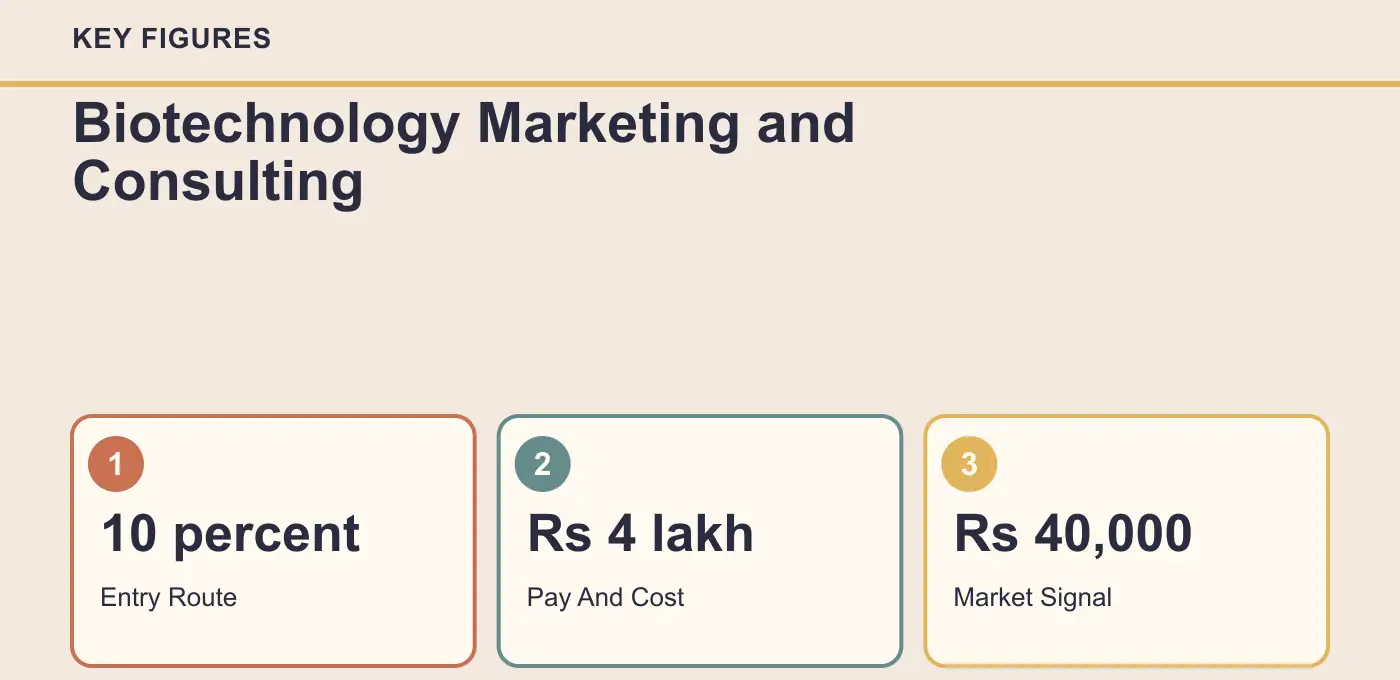 KEY FIGURES
Biotechnology Marketing and
Consulting
1
10 percent
Entry Route
2
Rs 4 lakh
Pay And Cost
3
Rs 40,000
Market Signal